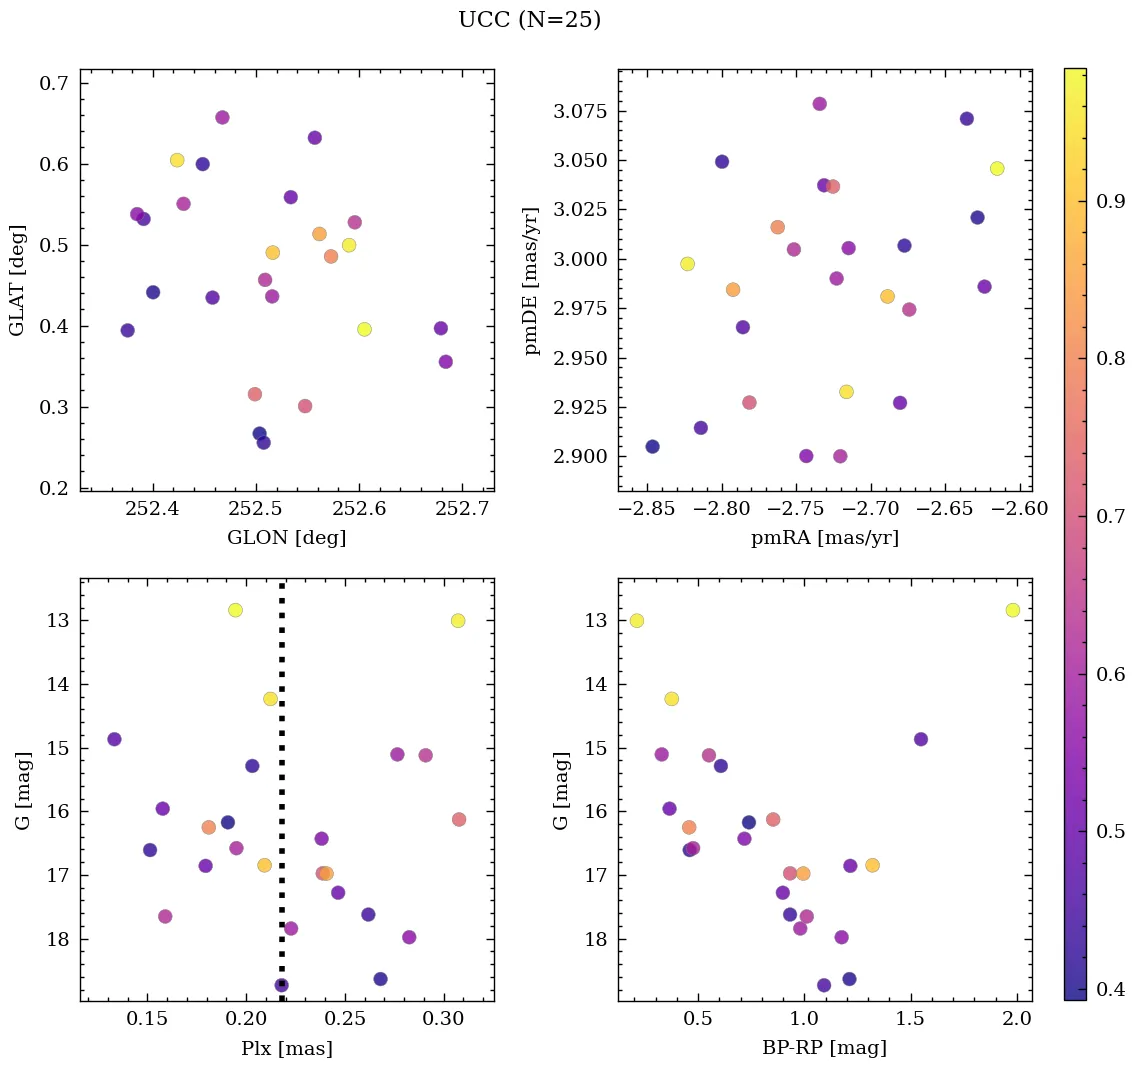 UCC (N=25)
0.7
0.6
0.5
0.4
0.3
0.2
GLAT [deg]
252.4 252.5 252.6 252.7
GLON [deg]
3.075
3.050
3.025
3.000
2.975
2.950
2.925
2.900
pmDE [mas/yr]
−2.85 −2.80 −2.75 −2.70 −2.65 −2.60
pmRA [mas/yr]
13
14
15
16
17
18
G [mag]
0.15 0.20 0.25 0.30
Plx [mas]
13
14
15
16
17
18
G [mag]
0.5 1.0 1.5 2.0
BP-RP [mag]
0.9
0.8
0.7
0.6
0.5
0.4